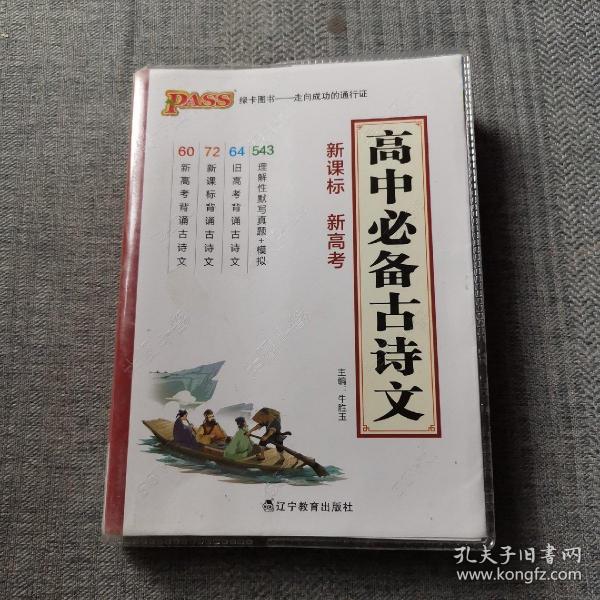 PASS 绿卡图书——走向成功的通行证
高中必备古诗文
新课标 新高考
543 理解性默写真题+模拟
64 旧高考背诵古诗文
72 新课标背诵古诗文
60 新高考背诵古诗文
主编：牛胜玉
辽宁教育出版社
孔夫子旧书网
www.kongfz.com